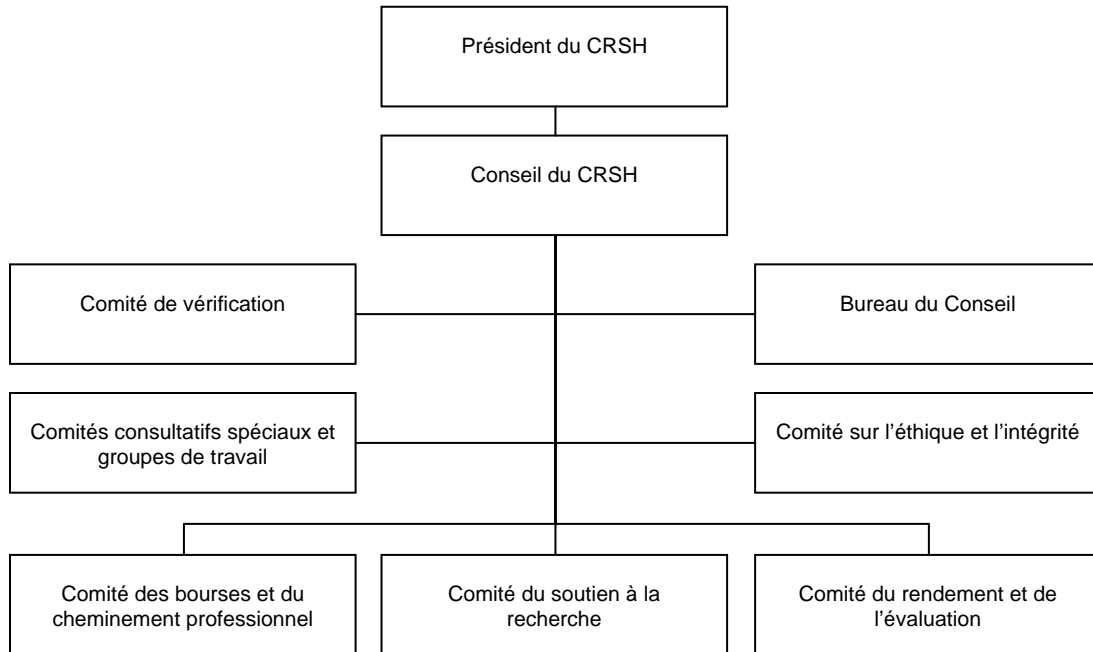 Président du CRSH
Conseil du CRSH
Comité de vérification
Bureau du Conseil
Comités consultatifs spéciaux et
groupes de travail
Comité sur l’éthique et l’intégrité
Comité des bourses et du
cheminement professionnel
Comité du soutien à la
recherche
Comité du rendement et de
l’évaluation